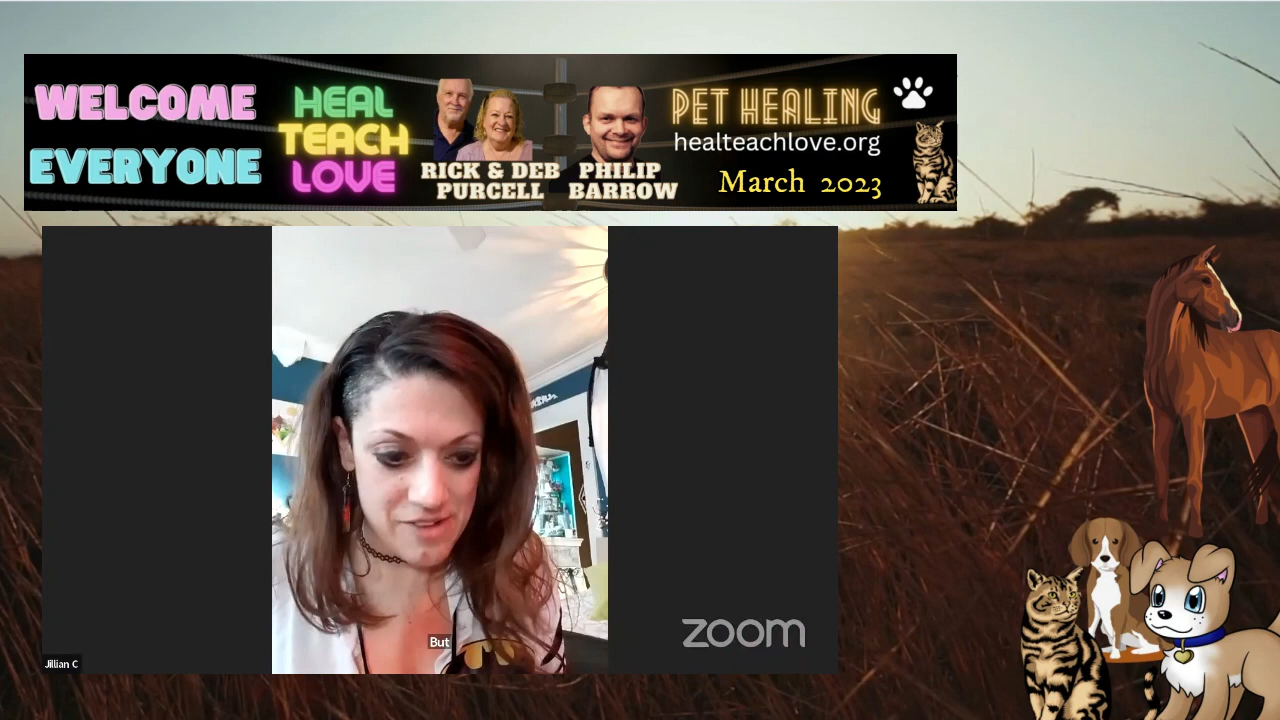 WELCOME
EVERYONE
HEAL
TEACH
LOVE
RICK & DEB
PURCELL
PHILIP
BARROW
PET HEALING
healteachlove.org
March 2023
But
Jillian C
zoom